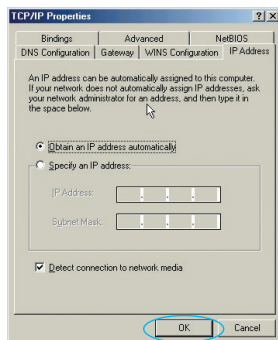 TCP/IP Properties
Bindings Advanced NetBIOS
DNS Configuration Gateway WINS Configuration IP Address
An IP address can be automatically assigned to this computer.
If your network does not automatically assign IP addresses, ask
your network administrator for an address, and then type it in
the space below.
Obtain an IP address automatically
Specify an IP address:
IP Address:
Subnet Mask:
Detect connection to network media
OK Cancel